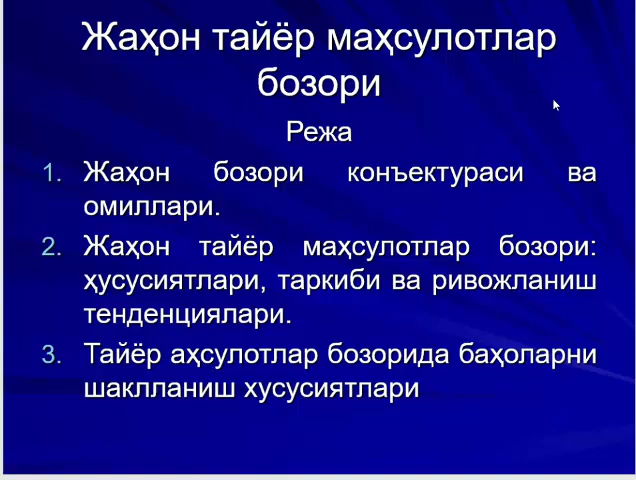 Жаҳон тайёр маҳсулотлар
бозори
Режа
1. Жаҳон бозори конъектураси ва
омиллари.
2. Жаҳон тайёр маҳсулотлар бозори:
ҳусусиятлари, таркиби ва ривожланиш
тенденциялари.
3. Тайёр аҳсулотлар бозорида баҳоларни
шаклланиш хусусиятлари